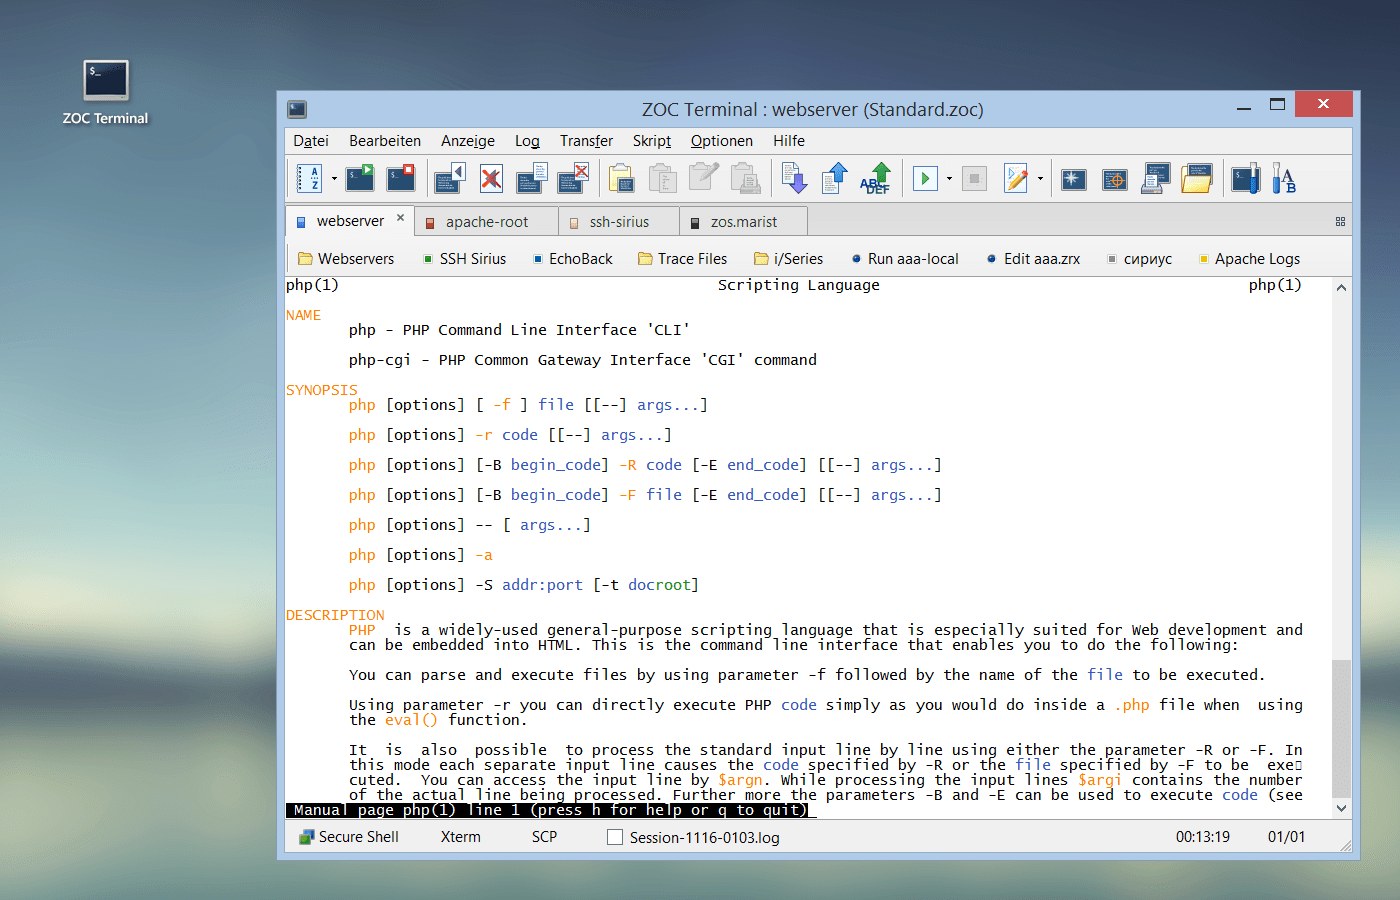 $_
ZOC Terminal
ZOC Terminal : webserver (Standard.zoc)
Datei Bearbeiten Anzeige Log Transfer Skript Optionen Hilfe
webserver apache-root ssh-sirius zos.marist
Webservers SSH Sirius EchoBack Trace Files i/Series Run aaa-local Edit aaa.zrx сириус Apache Logs
php(1) Scripting Language php(1)
NAME
php - PHP Command Line Interface 'CLI'
php-cgi - PHP Common Gateway Interface 'CGI' command
SYNOPSIS
php [options] [ -f ] file [[--] args...]
php [options] -r code [[--] args...]
php [options] [-B begin_code] -R code [-E end_code] [[--] args...]
php [options] [-B begin_code] -F file [-E end_code] [[--] args...]
php [options] -- [ args...]
php [options] -a
php [options] -S addr:port [-t docroot]
DESCRIPTION
PHP is a widely-used general-purpose scripting language that is especially suited for Web development and
can be embedded into HTML. This is the command line interface that enables you to do the following:
You can parse and execute files by using parameter -f followed by the name of the file to be executed.
Using parameter -r you can directly execute PHP code simply as you would do inside a .php file when using
the eval() function.
It is also possible to process the standard input line by line using either the parameter -R or -F. In
this mode each separate input line causes the code specified by -R or the file specified by -F to be exe▯
cuted. You can access the input line by $argn. While processing the input lines $argi contains the number
of the actual line being processed. Further more the parameters -B and -E can be used to execute code (see
Manual page php(1) line 1 (press h for help or q to quit)_
Secure Shell Xterm SCP Session-1116-0103.log 00:13:19 01/01